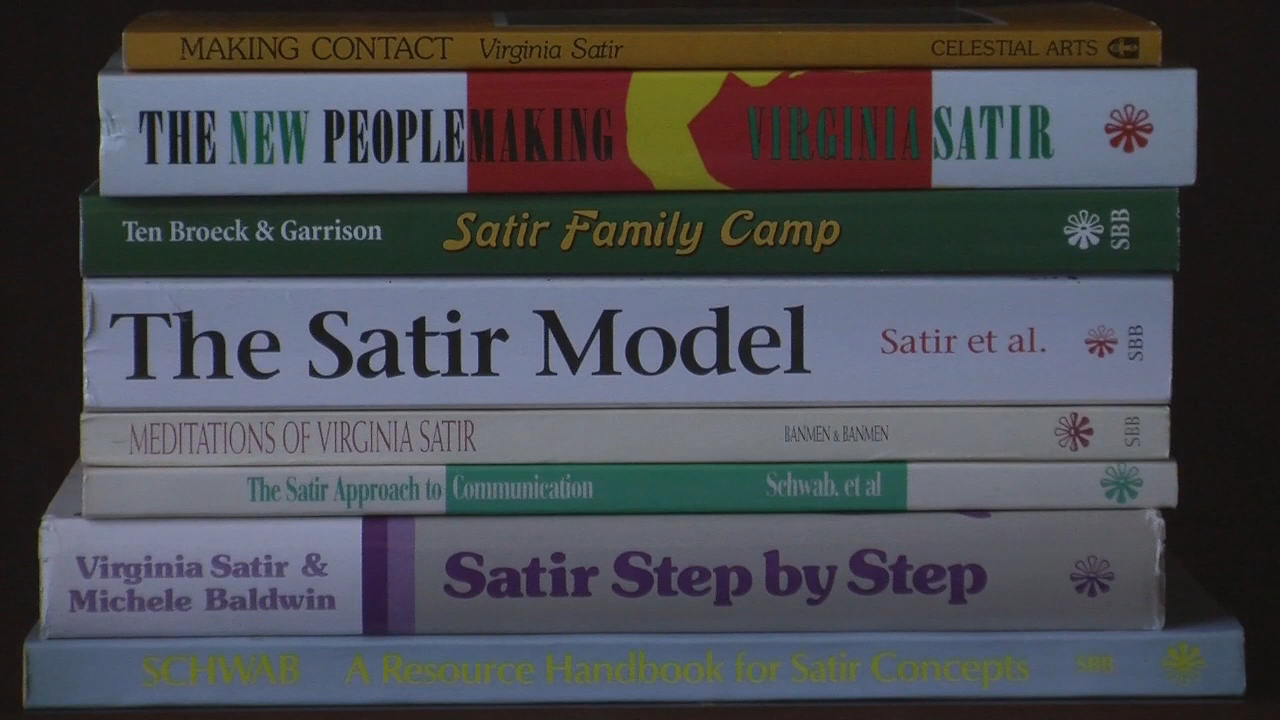 MAKING CONTACT Virginia Satir CELESTIAL ARTS
THE NEW PEOPLEMAKING VIRGINIA SATIR
Ten Broeck & Garrison Satir Family Camp SBB
The Satir Model Satir et al. SBB
MEDITATIONS OF VIRGINIA SATIR BANMEN & BANMEN SBB
The Satir Approach to Communication Schwab, et al
Virginia Satir &
Michele Baldwin
Satir Step by Step
SCHWAB A Resource Handbook for Satir Concepts SBB